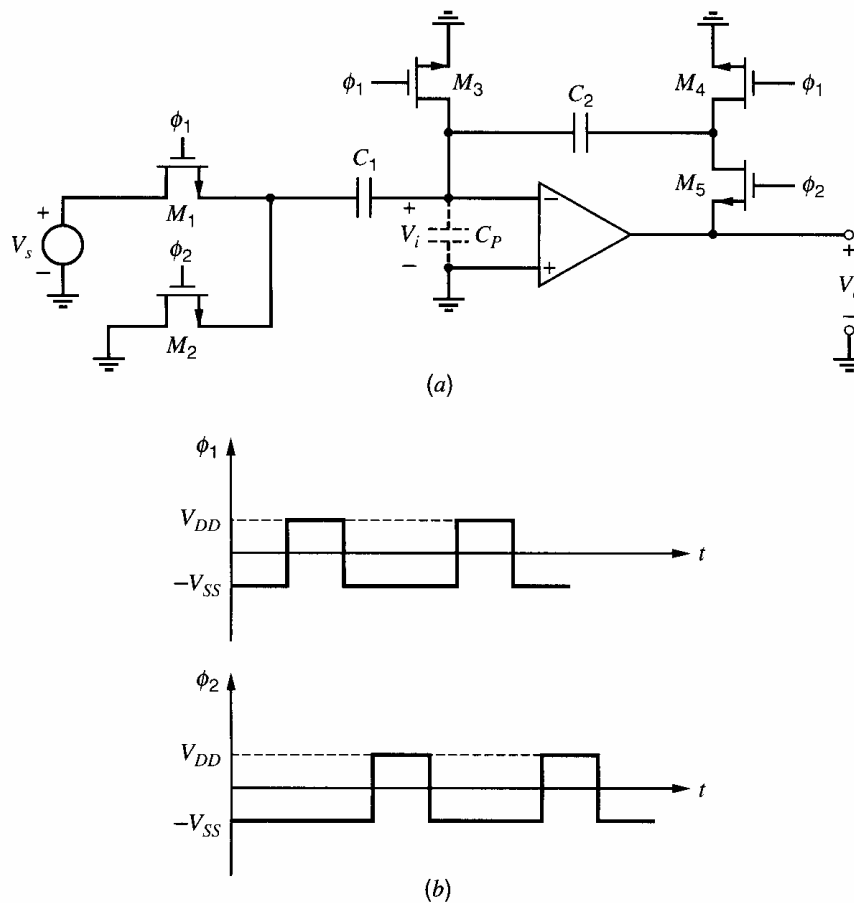 ϕ1
M3
C2
M4
ϕ1
ϕ1
M1
C1
M5
ϕ2
+
Vs
−
ϕ2
M2
+
Vi
−
CP
−
+
+
−
(a)
ϕ1
VDD
t
−VSS
ϕ2
VDD
t
−VSS
(b)